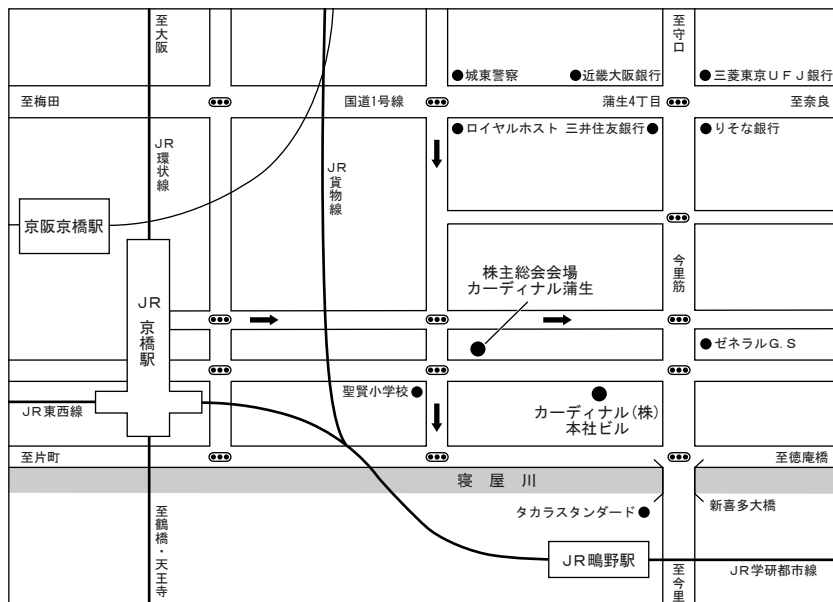 至大阪
至守口
城東警察
近畿大阪銀行
三菱東京ＵＦＪ銀行
至梅田
国道1号線
蒲生4丁目
至奈良
ロイヤルホスト
三井住友銀行
りそな銀行
JR環状線
JR貨物線
京阪京橋駅
今里筋
株主総会会場
カーディナル蒲生
JR京橋駅
ゼネラルG.S
聖賢小学校
JR東西線
カーディナル(株)
本社ビル
至片町
至徳庵橋
寝屋川
新喜多大橋
タカラスタンダード
至鶴橋・天王寺
JR鴫野駅
至今里
JR学研都市線